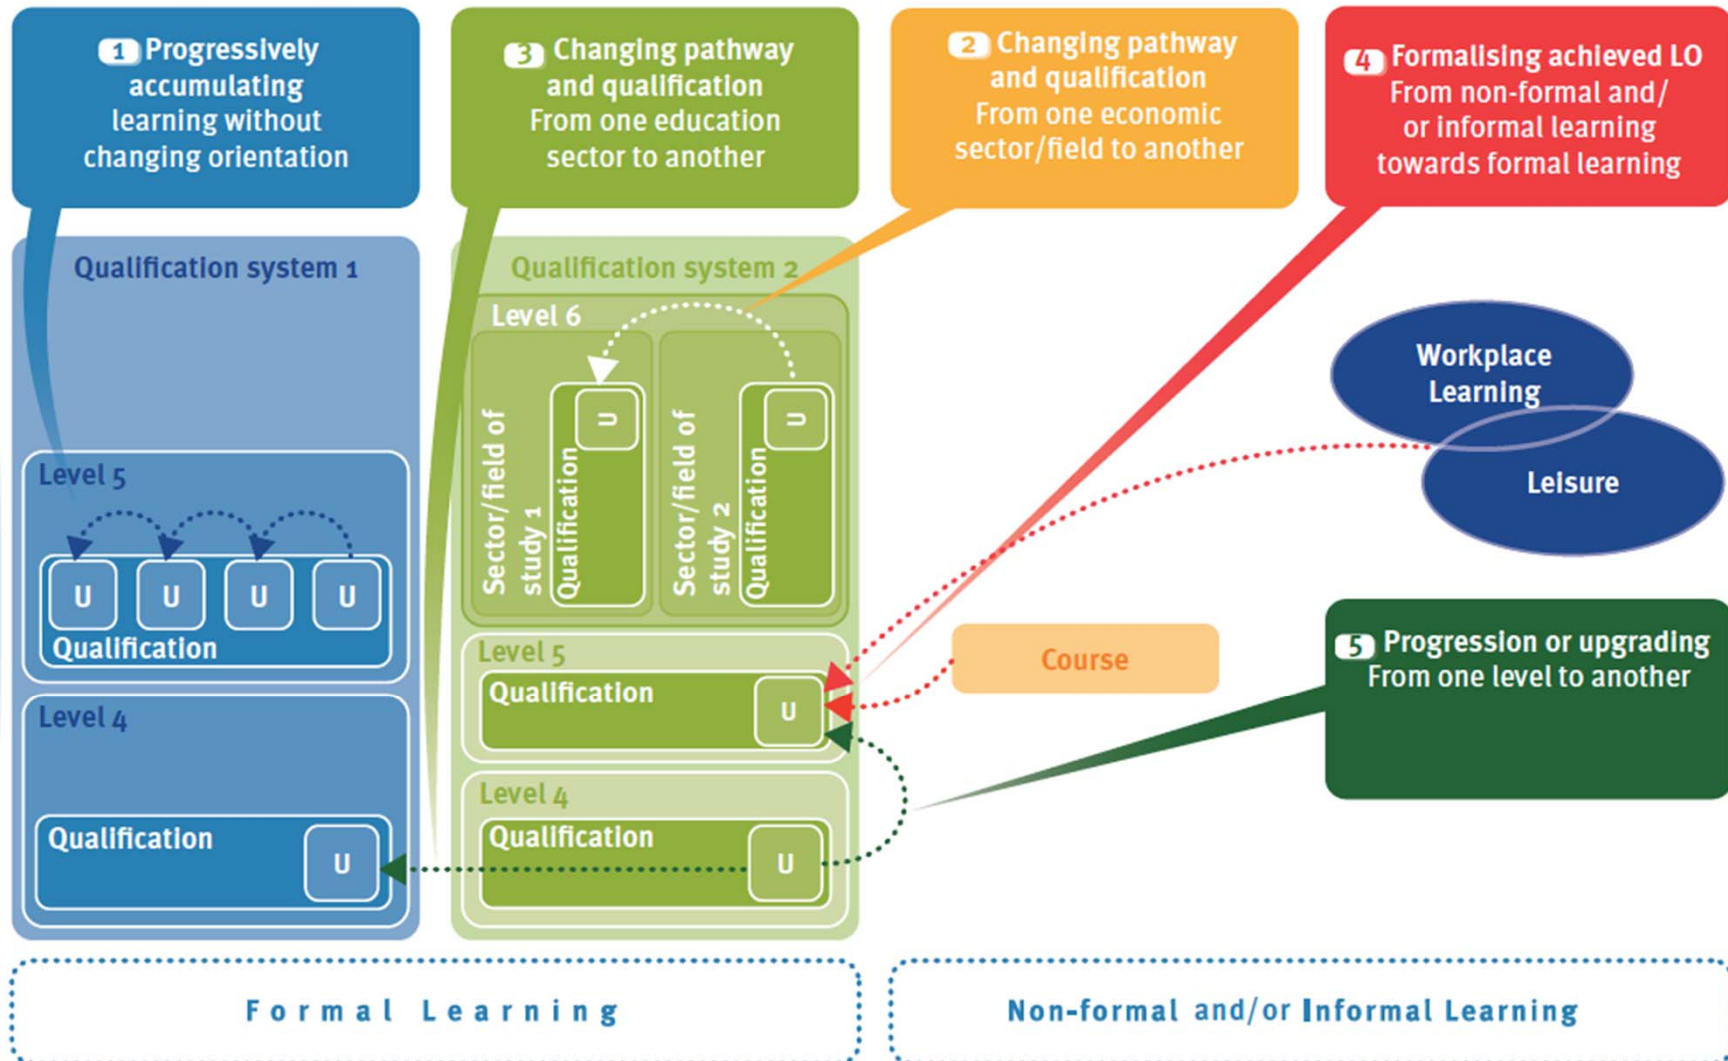 1 Progressively
accumulating
learning without
changing orientation
3 Changing pathway
and qualification
From one education
sector to another
2 Changing pathway
and qualification
From one economic
sector/field to another
4 Formalising achieved LO
From non-formal and/
or informal learning
towards formal learning
Qualification system 1
Level 5
U U U U
Qualification
Level 4
Qualification
U
Qualification system 2
Level 6
Sector/field of
study 1
Qualification
U
Sector/field of
study 2
Qualification
U
Level 5
Qualification
U
Level 4
Qualification
U
Workplace
Learning
Leisure
Course
5 Progression or upgrading
From one level to another
Formal Learning
Non-formal and/or Informal Learning